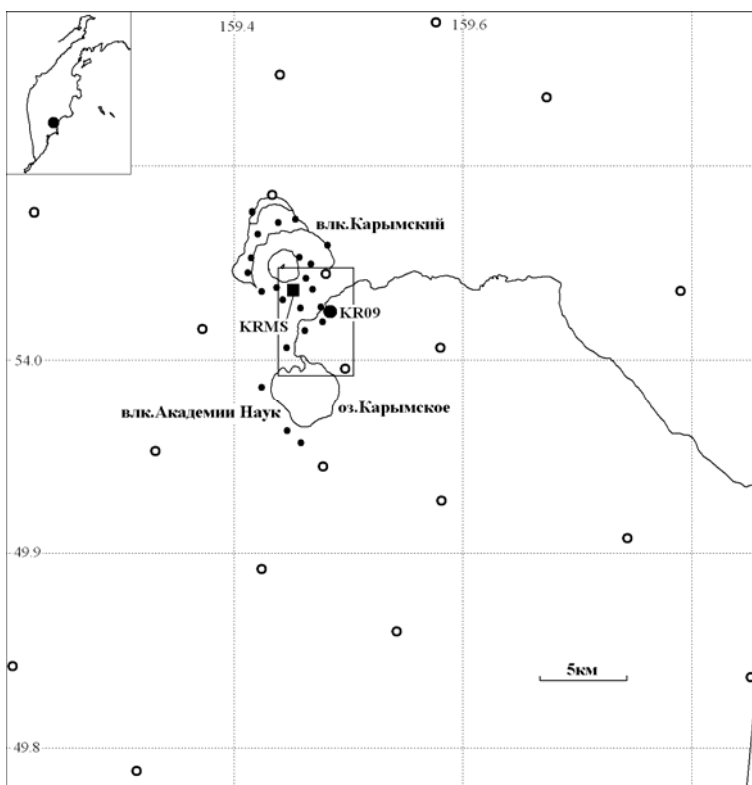 159.4
159.6
влк.Карымский
KRMS
KR09
54.0
влк.Академии Наук
оз.Карымское
49.9
5км
49.8